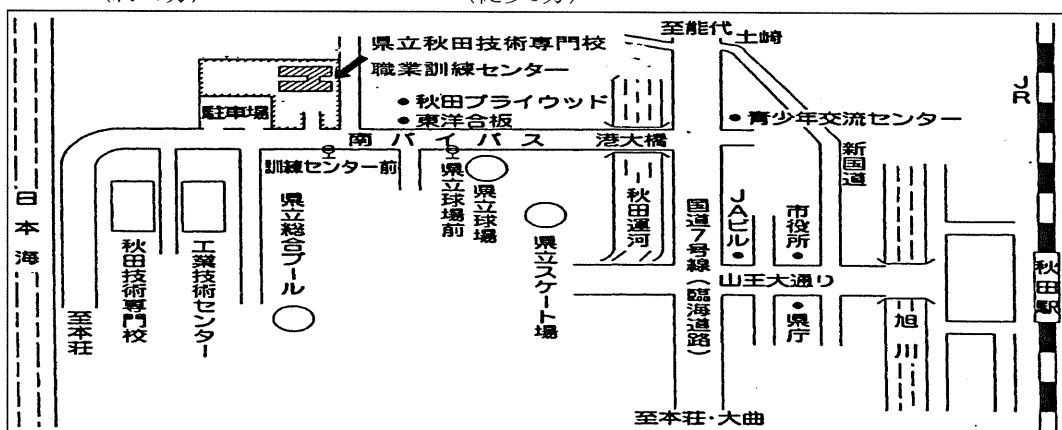 県立秋田技術専門校
職業訓練センター
駐車場
秋田プライウッド
東洋合板
南バイパス
港大橋
至能代
土崎
青少年交流センター
新国道
JR
訓練センター前
県立球場前
県立球場
県立スケート場
秋田運河
国道7号線(臨海道路)
JAビル
市役所
山王大通り
県庁
旭川
秋田駅
日本海
至本荘
秋田技術専門校
工業技術センター
県立総合プール
至本荘・大曲